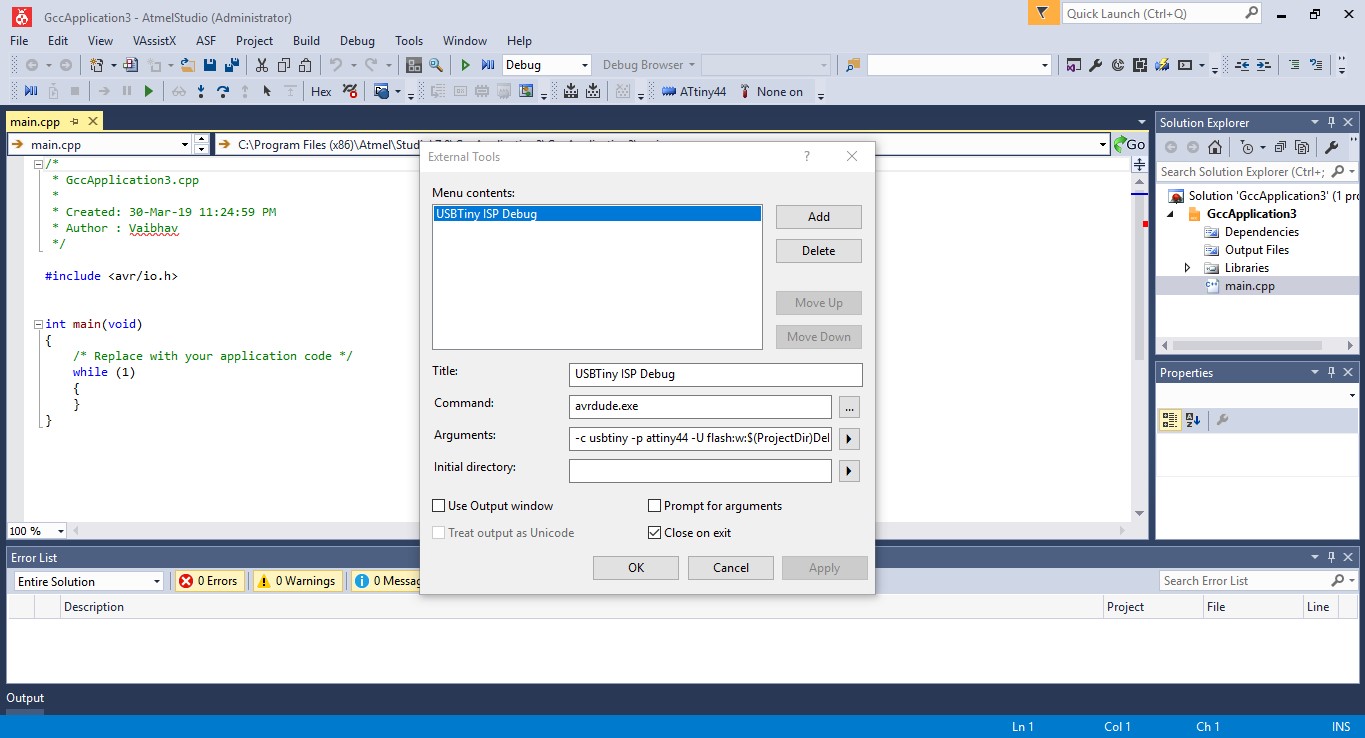 GccApplication3 - AtmelStudio (Administrator)
Quick Launch (Ctrl+Q)
File Edit View VAssistX ASF Project Build Debug Tools Window Help
Debug Debug Browser
Hex ATtiny44 None on
main.cpp
main.cpp C:\Program Files (x86)\Atmel\Studio Go
/*
* GccApplication3.cpp
*
* Created: 30-Mar-19 11:24:59 PM
* Author : Vaibhav
*/
#include <avr/io.h>
int main(void)
{
/* Replace with your application code */
while (1)
{
}
}
100 %
External Tools
Menu contents:
USBTiny ISP Debug
Add
Delete
Move Up
Move Down
Title: USBTiny ISP Debug
Command: avrdude.exe ...
Arguments: -c usbtiny -p attiny44 -U flash:w:$(ProjectDir)Del
Initial directory:
Use Output window Prompt for arguments
Treat output as Unicode Close on exit
OK Cancel Apply
Solution Explorer
Search Solution Explorer (Ctrl+;
Solution 'GccApplication3' (1 pr
GccApplication3
Dependencies
Output Files
Libraries
main.cpp
Properties
Error List
Entire Solution 0 Errors 0 Warnings 0 Messag
Search Error List
Description Project File Line
Output
Ln 1 Col 1 Ch 1 INS